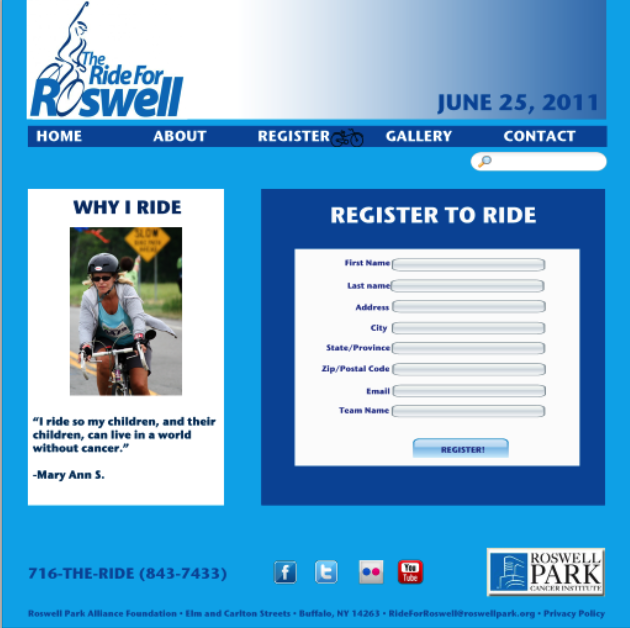 The
Ride For
Roswell
JUNE 25, 2011
HOME ABOUT REGISTER GALLERY CONTACT
WHY I RIDE
SLOW
“I ride so my children, and their
children, can live in a world
without cancer.”
-Mary Ann S.
REGISTER TO RIDE
First Name
Last name
Address
City
State/Province
Zip/Postal Code
Email
Team Name
REGISTER!
716-THE-RIDE (843-7433)
f
t
You
Tube
ROSWELL
PARK
CANCER INSTITUTE
Roswell Park Alliance Foundation • Elm and Carlton Streets • Buffalo, NY 14263 • RideForRoswell@roswellpark.org • Privacy Policy